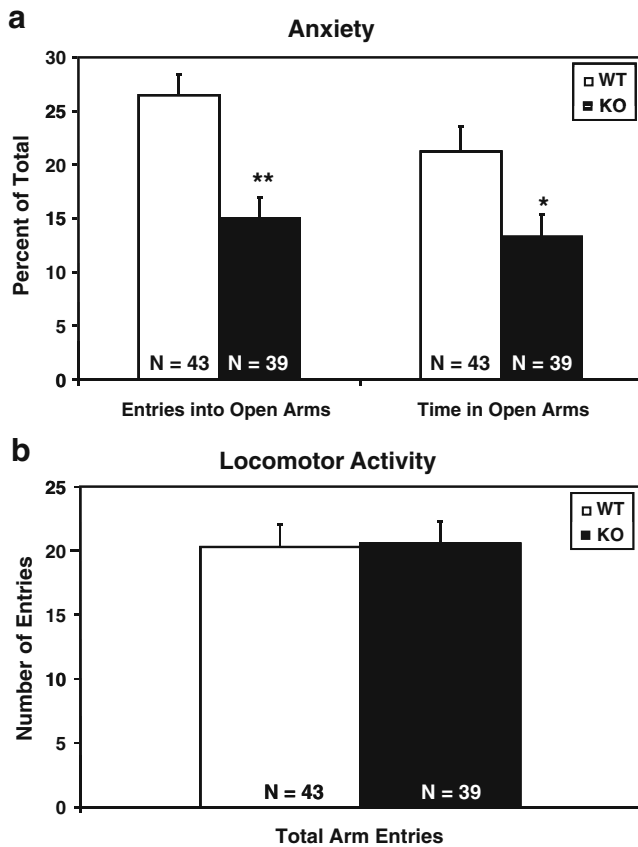 a
Anxiety
30
25
20
15
10
5
0
Percent of Total
WT
KO
**
*
N = 43
N = 39
N = 43
N = 39
Entries into Open Arms
Time in Open Arms
b
Locomotor Activity
25
20
15
10
5
0
Number of Entries
WT
KO
N = 43
N = 39
Total Arm Entries